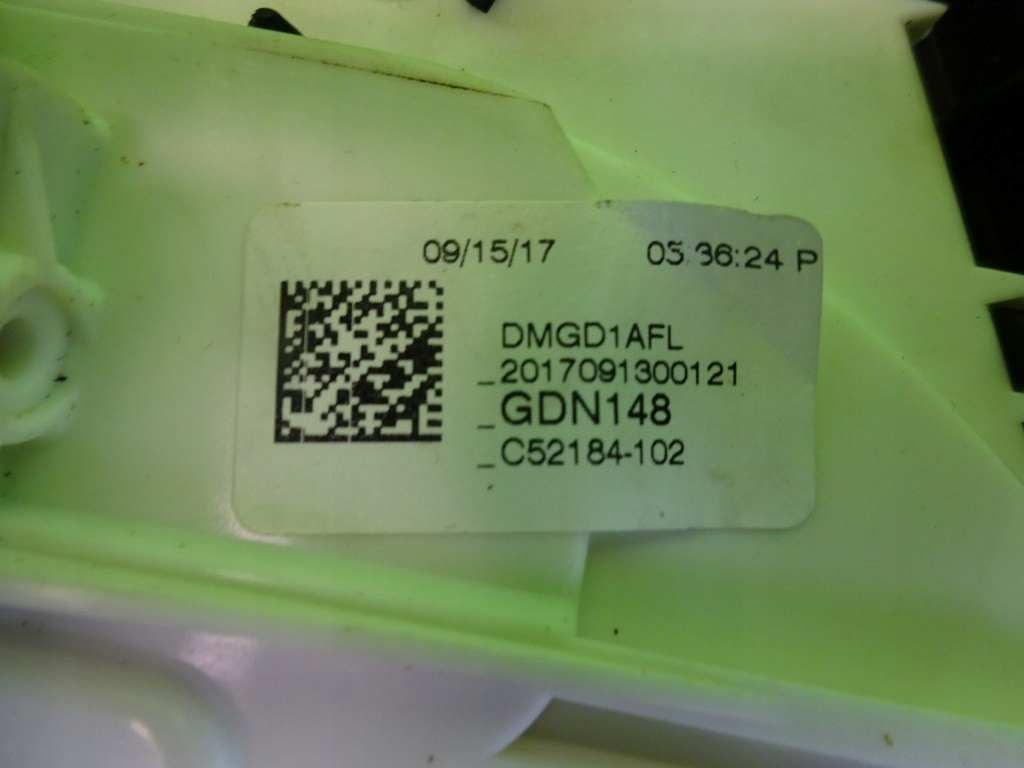 09/15/17 03:36:24 P
DMGD1AFL
_2017091300121
_GDN148
_C52184-102
_